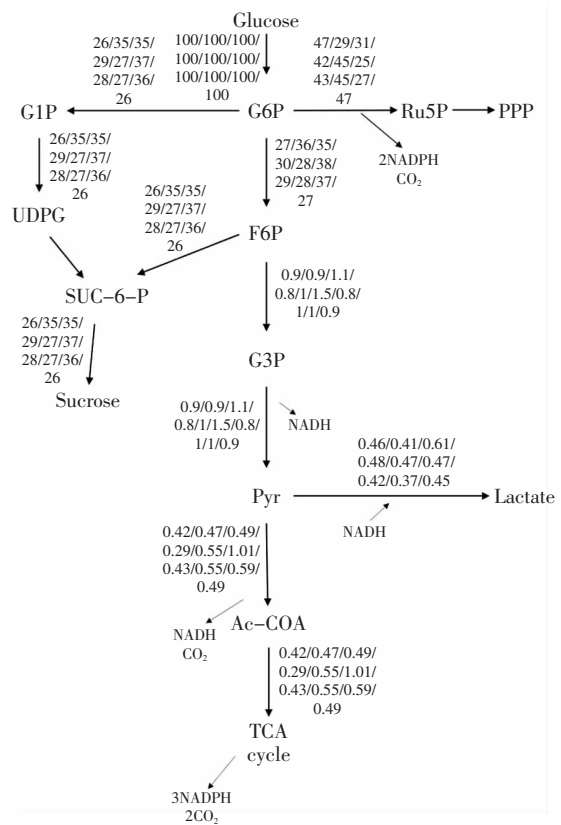 Glucose
26/35/35/
29/27/37/
28/27/36/
26
100/100/100/
100/100/100/
100/100/100/
100
47/29/31/
42/45/25/
43/45/27/
47
G1P
G6P
Ru5P
PPP
26/35/35/
29/27/37/
28/27/36/
26
27/36/35/
30/28/38/
29/28/37/
27
2NADPH
CO₂
26/35/35/
29/27/37/
28/27/36/
26
UDPG
F6P
SUC-6-P
0.9/0.9/1.1/
0.8/1/1.5/0.8/
1/1/0.9
26/35/35/
29/27/37/
28/27/36/
26
G3P
Sucrose
0.9/0.9/1.1/
0.8/1/1.5/0.8/
1/1/0.9
NADH
0.46/0.41/0.61/
0.48/0.47/0.47/
0.42/0.37/0.45
Pyr
Lactate
NADH
0.42/0.47/0.49/
0.29/0.55/1.01/
0.43/0.55/0.59/
0.49
NADH
CO₂
Ac-COA
0.42/0.47/0.49/
0.29/0.55/1.01/
0.43/0.55/0.59/
0.49
TCA
cycle
3NADPH
2CO₂